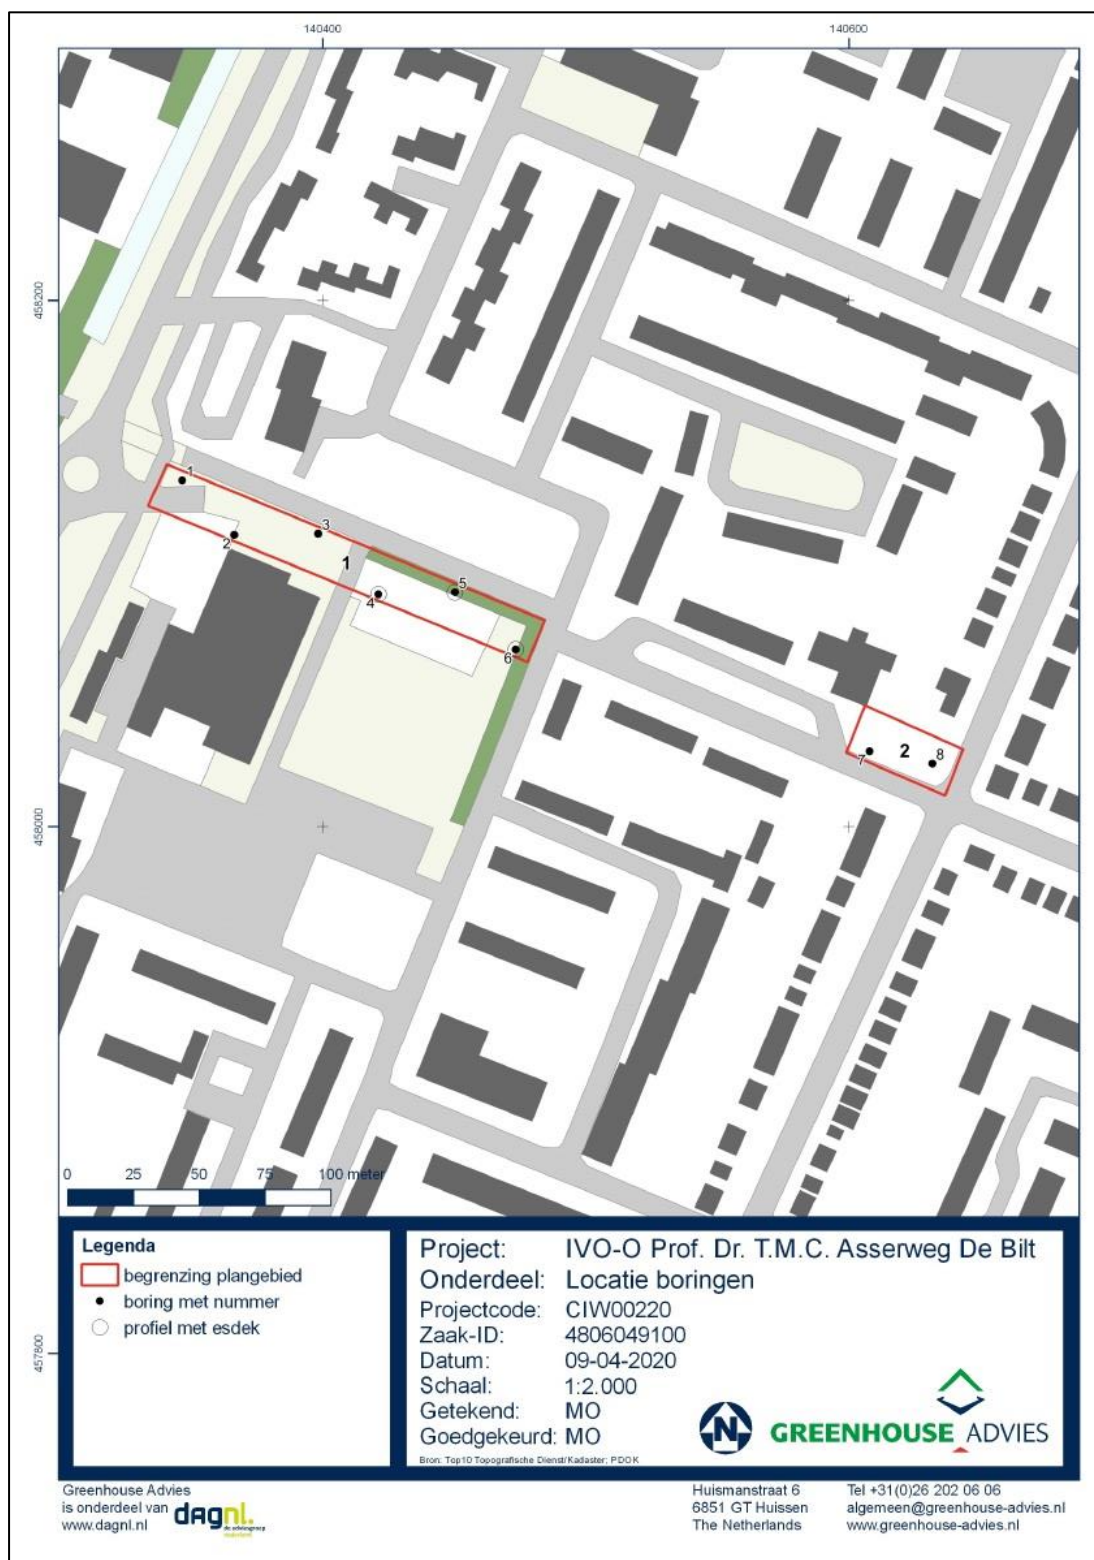 140400
140600
458200
458000
457800
1
2
3
1
4
5
6
7
2
8
0 25 50 75 100 meter
Legenda
begrenzing plangebied
boring met nummer
profiel met esdek
Project: IVO-O Prof. Dr. T.M.C. Asserweg De Bilt
Onderdeel: Locatie boringen
Projectcode: CIW00220
Zaak-ID: 4806049100
Datum: 09-04-2020
Schaal: 1:2.000
Getekend: MO
Goedgekeurd: MO
Bron: Top10 Topografische Dienst/Kadaster; PDOK
N
GREENHOUSE ADVIES
Greenhouse Advies
is onderdeel van
www.dagnl.nl
dagnl.
de adviesgroep
nederland
Huismanstraat 6
6851 GT Huissen
The Netherlands
Tel +31(0)26 202 06 06
algemeen@greenhouse-advies.nl
www.greenhouse-advies.nl